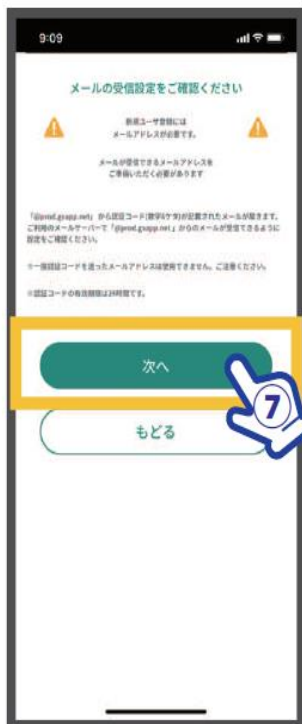 9:09
メールの受信設定をご確認ください
新規ユーザ登録には
メールアドレスが必要です。
メールが受信できるメールアドレスを
ご準備いただく必要があります
「@prod.gsapp.net」 から認証コード(数字6ケタ)が記載されたメールが届きます。
ご利用のメールサーバーで「@prod.gsapp.net 」からのメールが受信できるように
設定をご確認ください。
※一度認証コードを送ったメールアドレスは使用できません。ご注意ください。
※認証コードの有効期限は24時間です。
次へ
⑦
もどる